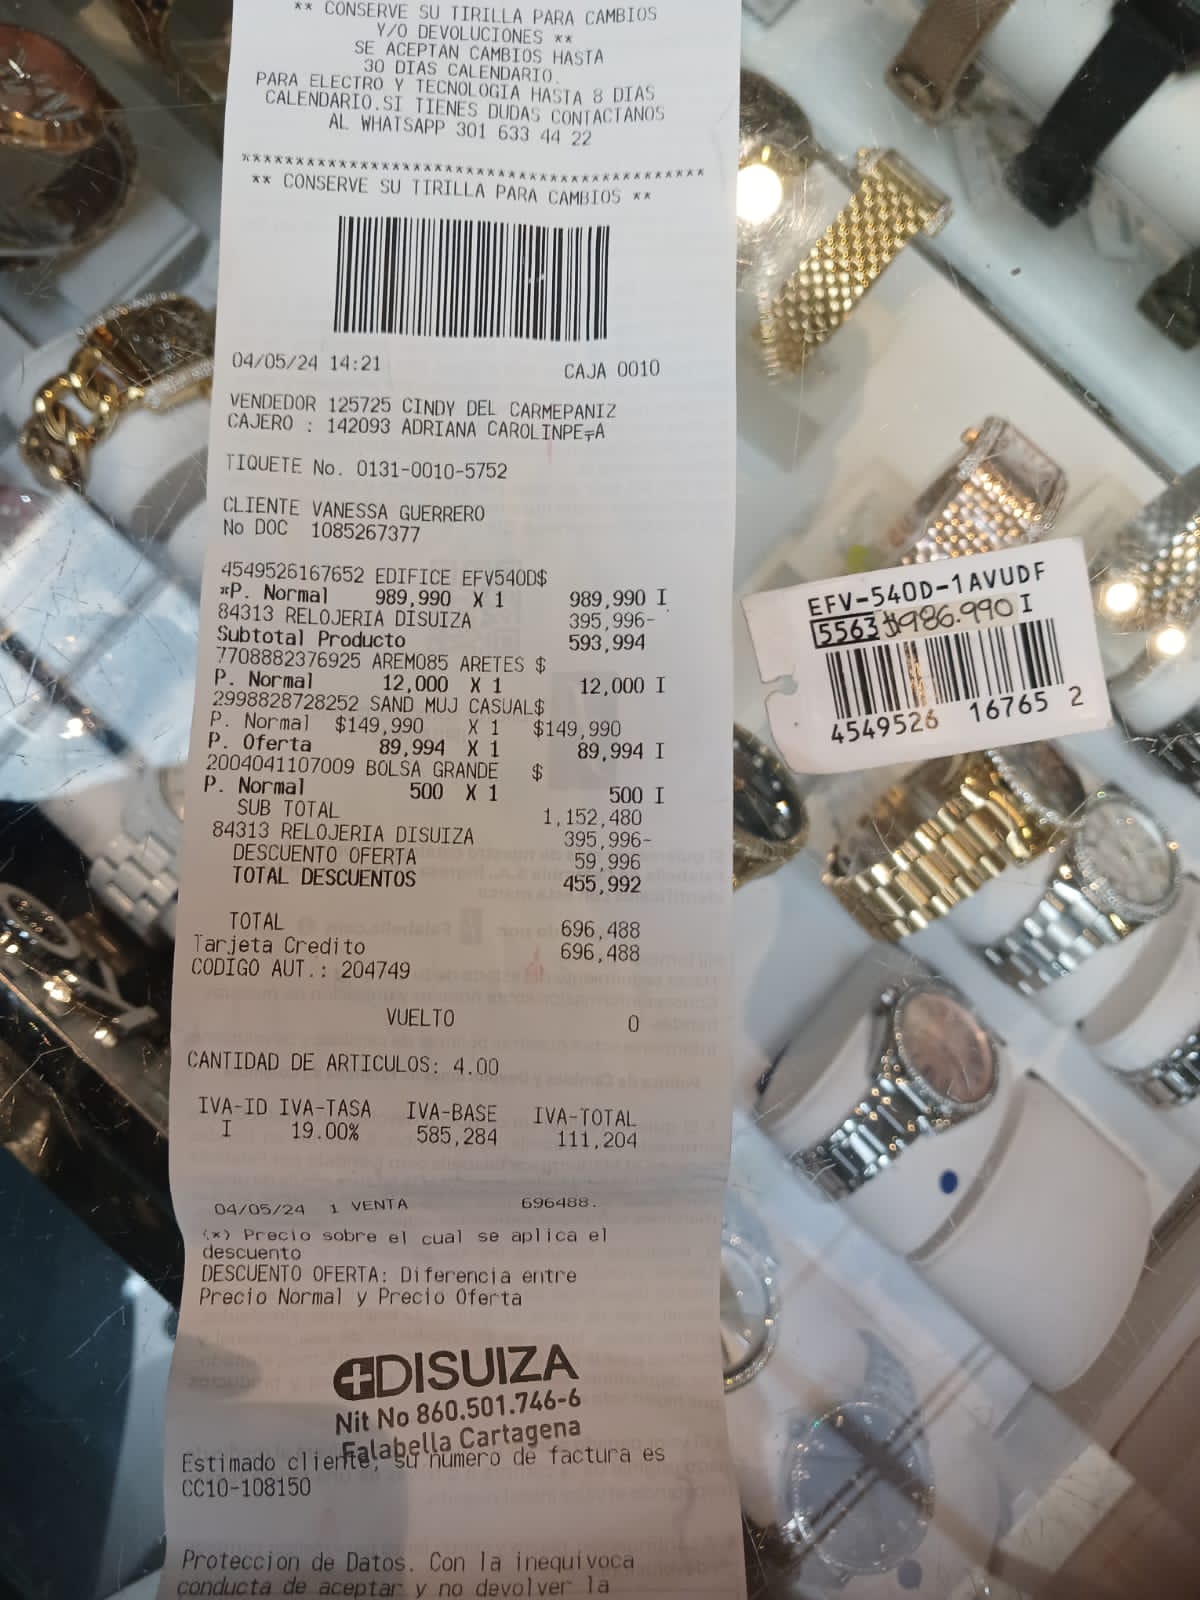 ** CONSERVE SU TIRILLA PARA CAMBIOS
Y/O DEVOLUCIONES **
SE ACEPTAN CAMBIOS HASTA
30 DIAS CALENDARIO.
PARA ELECTRO Y TECNOLOGIA HASTA 8 DIAS
CALENDARIO.SI TIENES DUDAS CONTACTANOS
AL WHATSAPP 301 633 44 22
** CONSERVE SU TIRILLA PARA CAMBIOS **
04/05/24 14:21 CAJA 0010
VENDEDOR 125725 CINDY DEL CARMEPANIZ
CAJERO : 142093 ADRIANA CAROLINPE╤A
TIQUETE No. 0131-0010-5752
CLIENTE VANESSA GUERRERO
No DOC 1085267377
4549526167652 EDIFICE EFV540D$
*P. Normal 989,990 X 1 989,990 I
84313 RELOJERIA DISUIZA 395,996-
Subtotal Producto 593,994
7708882376925 AREM085 ARETES $
P. Normal 12,000 X 1 12,000 I
2998828728252 SAND MUJ CASUAL$
P. Normal $149,990 X 1 $149,990
P. Oferta 89,994 X 1 89,994 I
2004041107009 BOLSA GRANDE $
P. Normal 500 X 1 500 I
SUB TOTAL 1,152,480
84313 RELOJERIA DISUIZA 395,996-
DESCUENTO OFERTA 59,996
TOTAL DESCUENTOS 455,992
TOTAL 696,488
Tarjeta Credito 696,488
CODIGO AUT.: 204749
VUELTO 0
CANTIDAD DE ARTICULOS: 4.00
IVA-ID IVA-TASA IVA-BASE IVA-TOTAL
I 19.00% 585,284 111,204
04/05/24 1 VENTA 696488.
(*) Precio sobre el cual se aplica el
descuento
DESCUENTO OFERTA: Diferencia entre
Precio Normal y Precio Oferta
DISUIZA
Nit No 860.501.746-6
Falabella Cartagena
Estimado cliente, su numero de factura es
CC10-108150
Proteccion de Datos. Con la inequivoca
conducta de aceptar y no devolver la
EFV-540D-1AVUDF
5563 $986.990 I
4549526 16765 2